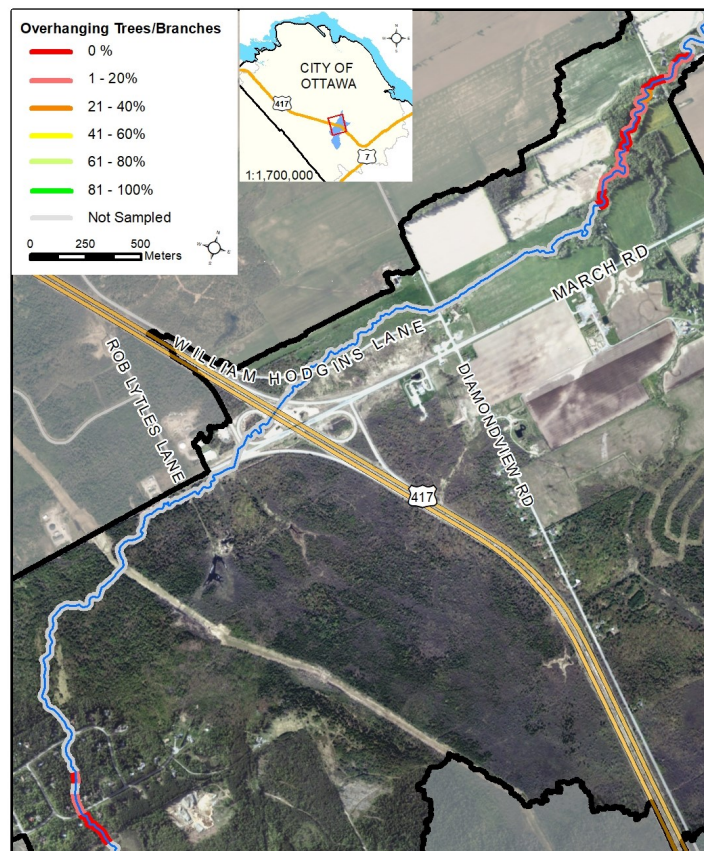 Overhanging Trees/Branches
0 %
1 - 20%
21 - 40%
41 - 60%
61 - 80%
81 - 100%
Not Sampled
0 250 500
Meters
CITY OF
OTTAWA
417
7
1:1,700,000
MARCH RD
WILLIAM HODGINS LANE
ROB LYTLES LANE
DIAMONDVIEW RD
417